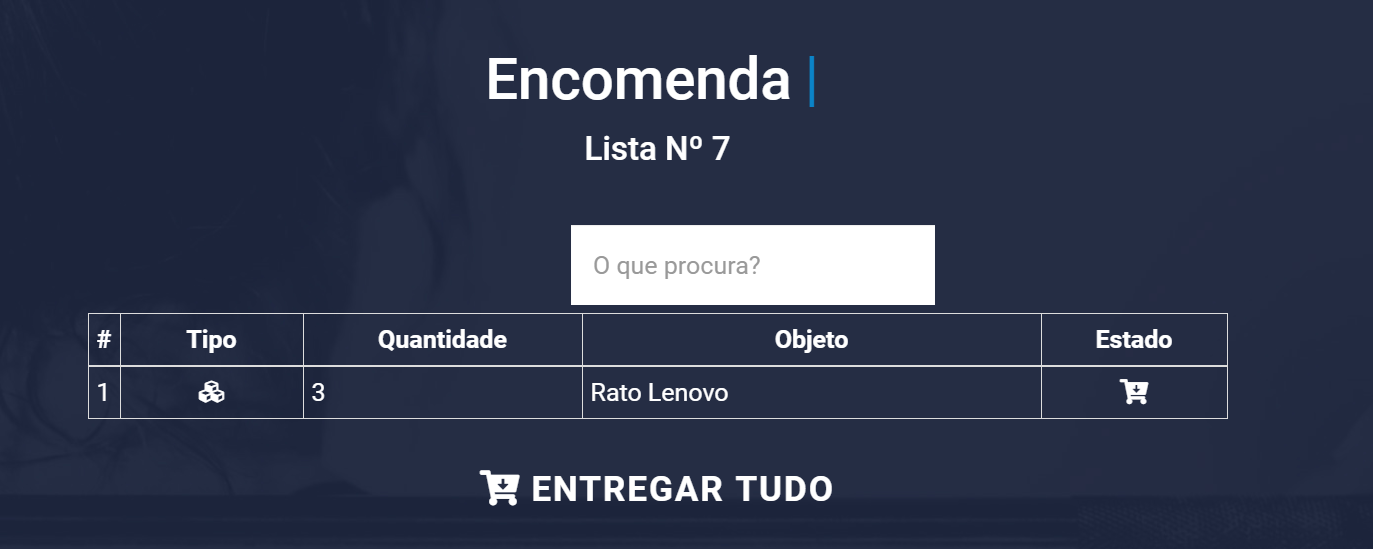 Encomenda |
Lista Nº 7
O que procura?
# Tipo Quantidade Objeto Estado
1 3 Rato Lenovo
ENTREGAR TUDO